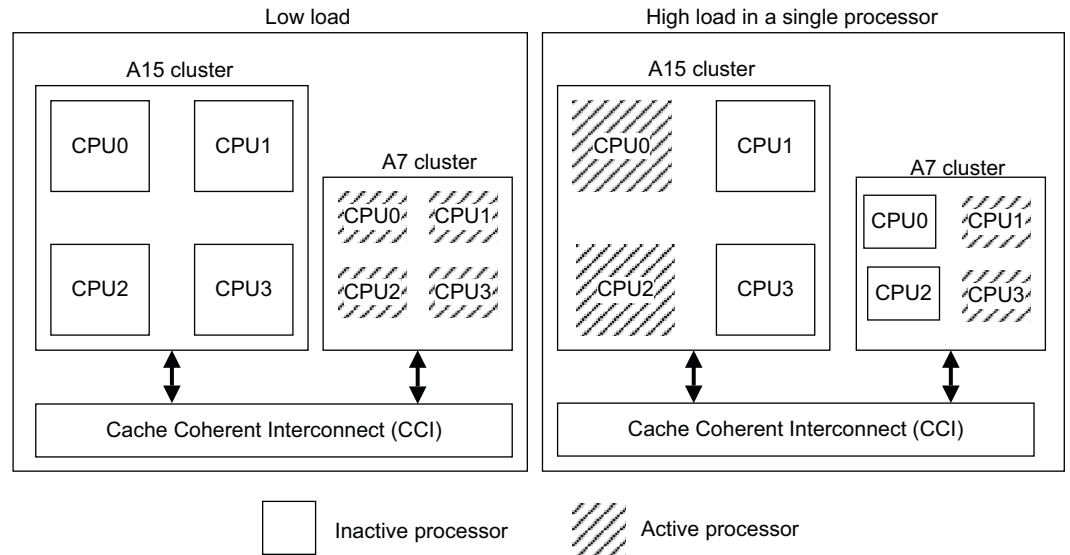 Low load
A15 cluster
CPU0
CPU1
CPU2
CPU3
A7 cluster
CPU0
CPU1
CPU2
CPU3
Cache Coherent Interconnect (CCI)
High load in a single processor
A15 cluster
CPU0
CPU1
CPU2
CPU3
A7 cluster
CPU0
CPU1
CPU2
CPU3
Cache Coherent Interconnect (CCI)
Inactive processor
Active processor